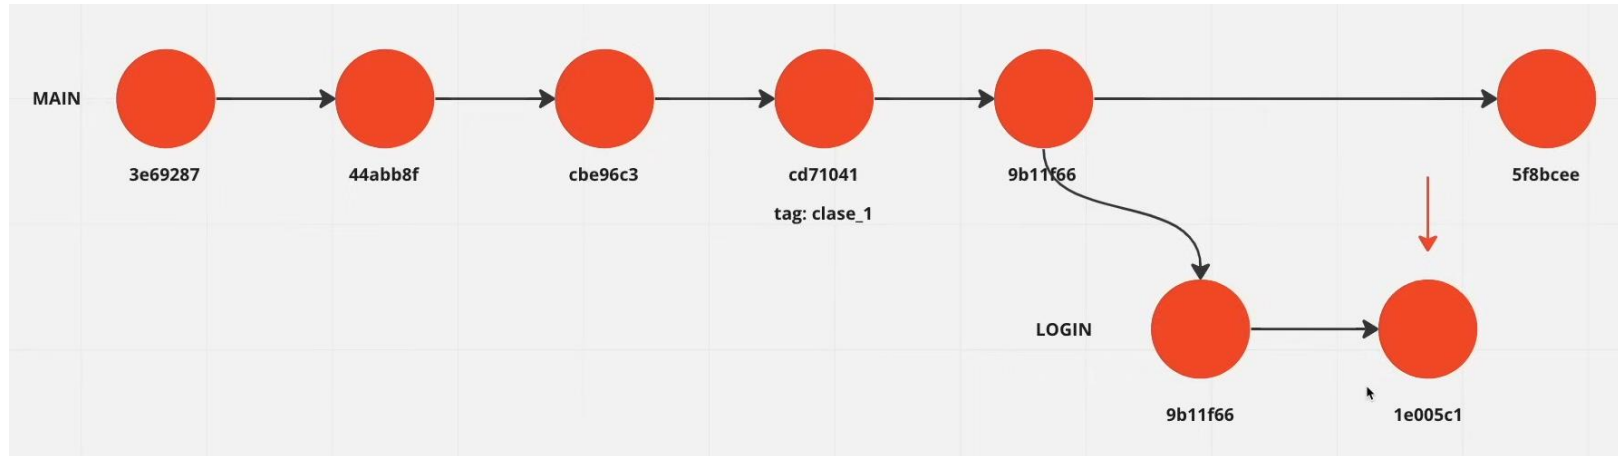 MAIN
3e69287
44abb8f
cbe96c3
cd71041
9b11f66
5f8bcee
tag: clase_1
LOGIN
9b11f66
1e005c1